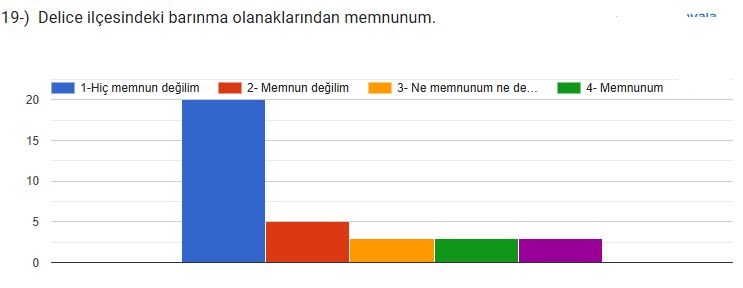 19-) Delice ilçesindeki barınma olanaklarından memnunum.
1-Hiç memnun değilim 2- Memnun değilim 3- Ne memnunum ne de... 4- Memnunum
20
15
10
5
0